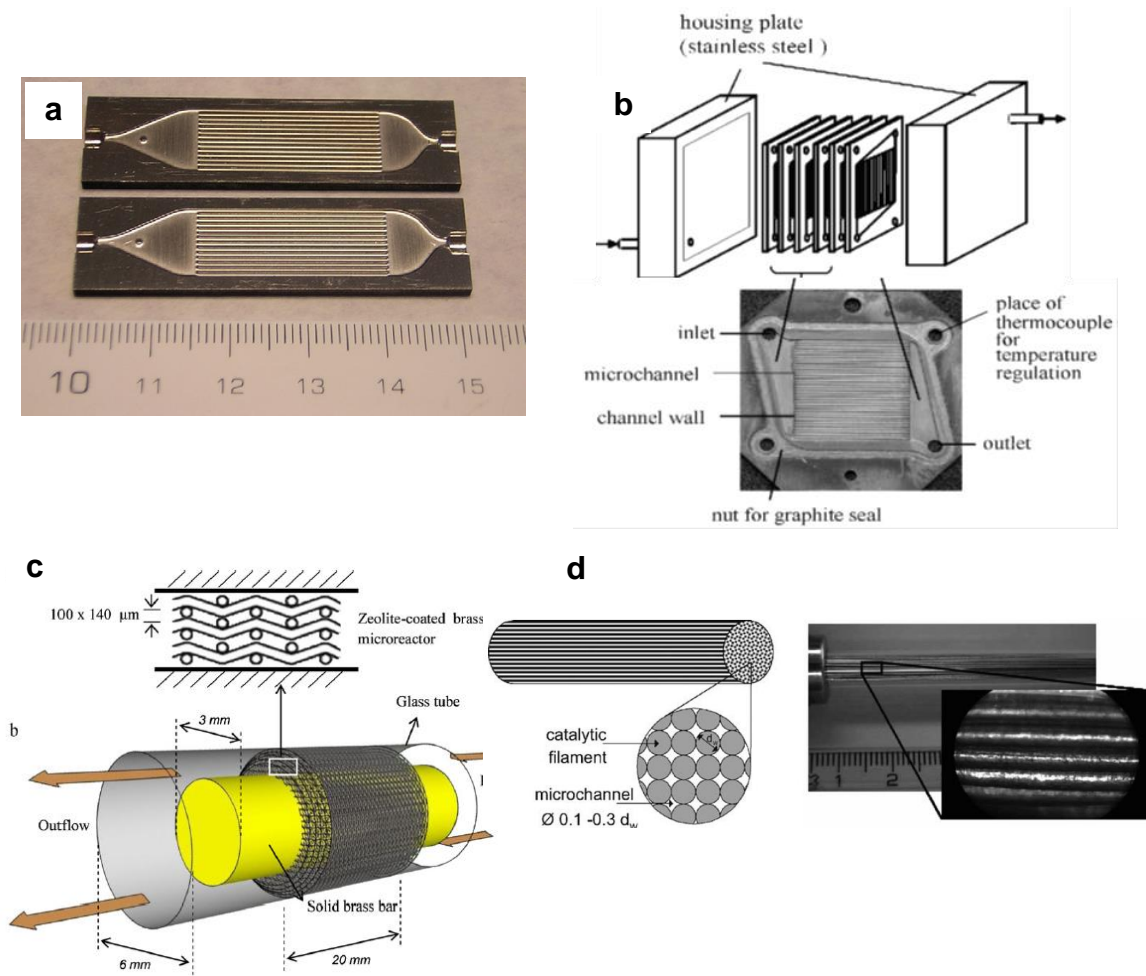 a
10 11 12 13 14 15
b
housing plate
(stainless steel )
inlet
microchannel
channel wall
nut for graphite seal
place of
thermocouple
for
temperature
regulation
outlet
c
100 x 140 µm
Zeolite-coated brass
microreactor
b
3 mm
Glass tube
Outflow
Solid brass bar
6 mm
20 mm
d
catalytic
filament
microchannel
Ø 0.1 -0.3 dw
dw
1 2